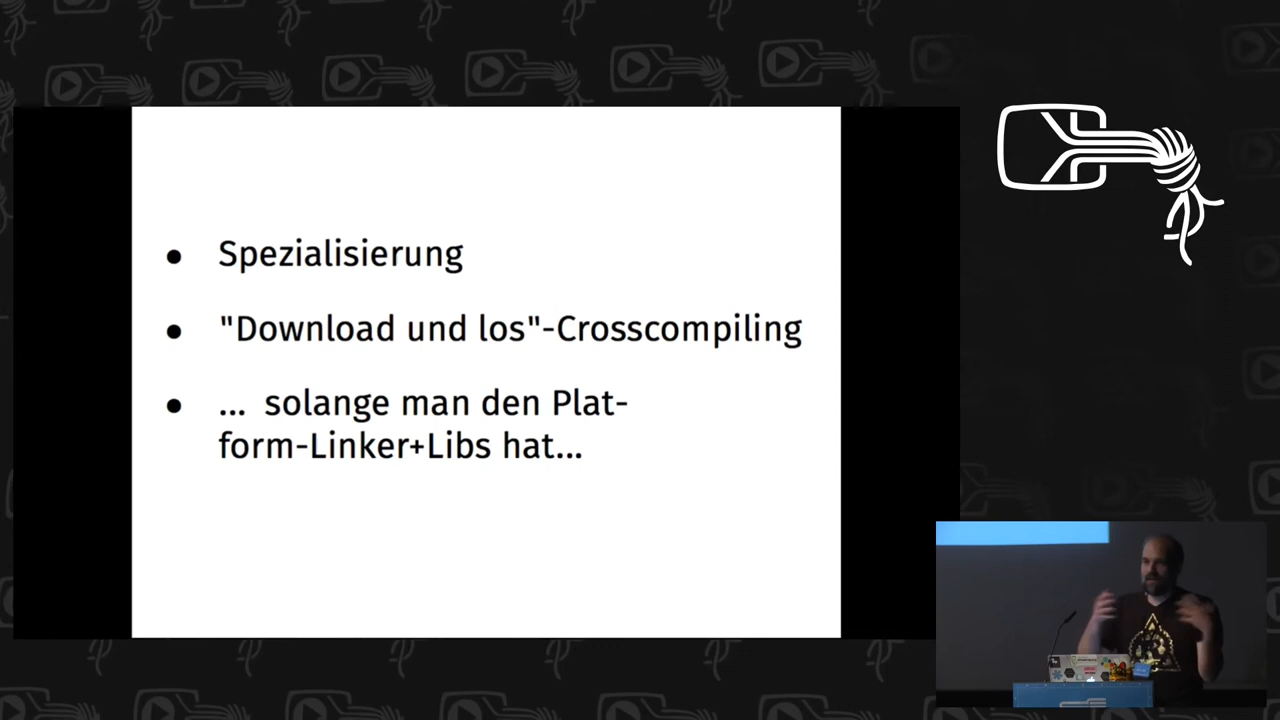 Spezialisierung
"Download und los"-Crosscompiling
... solange man den Plat-
form-Linker+Libs hat...